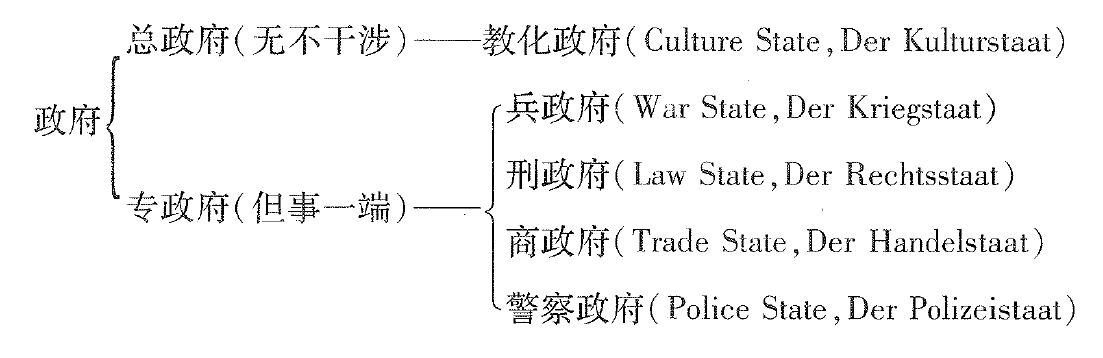 总政府(无不干涉)——教化政府(Culture State,Der Kulturstaat)
兵政府(War State,Der Kriegstaat)
政府
刑政府(Law State,Der Rechtsstaat)
专政府(但事一端)——
商政府(Trade State,Der Handelstaat)
警察政府(Police State,Der Polizeistaat)